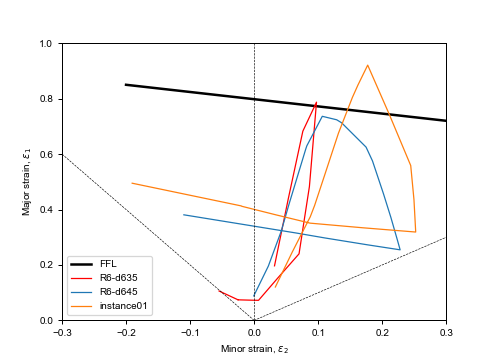 1.0
0.8
0.6
0.4
0.2
0.0
Major strain, ε1
FFL
R6-d635
R6-d645
instance01
−0.3
−0.2
−0.1
0.0
0.1
0.2
0.3
Minor strain, ε2